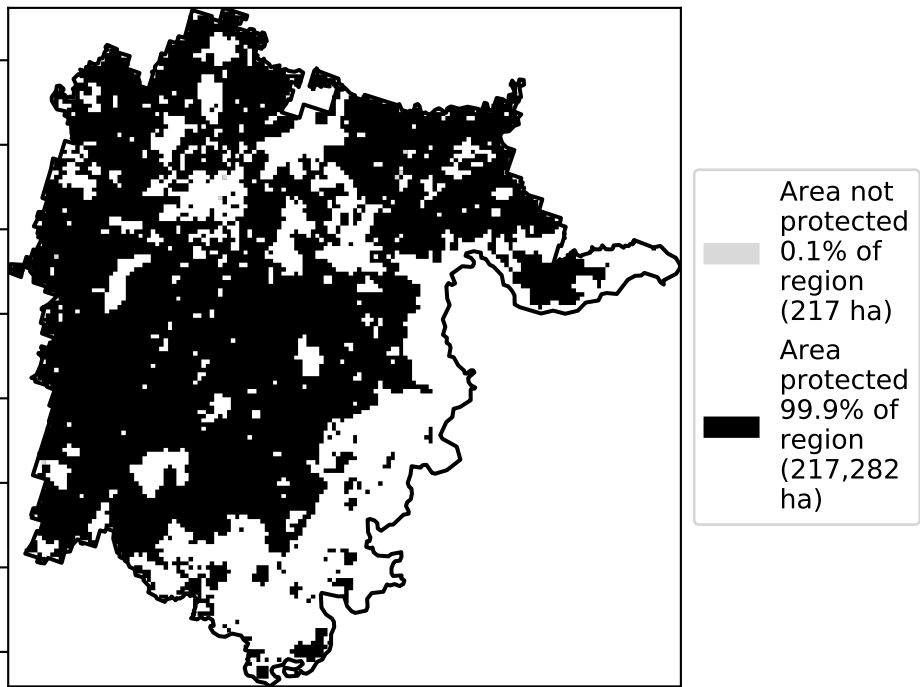 Area not
protected
0.1% of
region
(217 ha)
Area
protected
99.9% of
region
(217,282
ha)